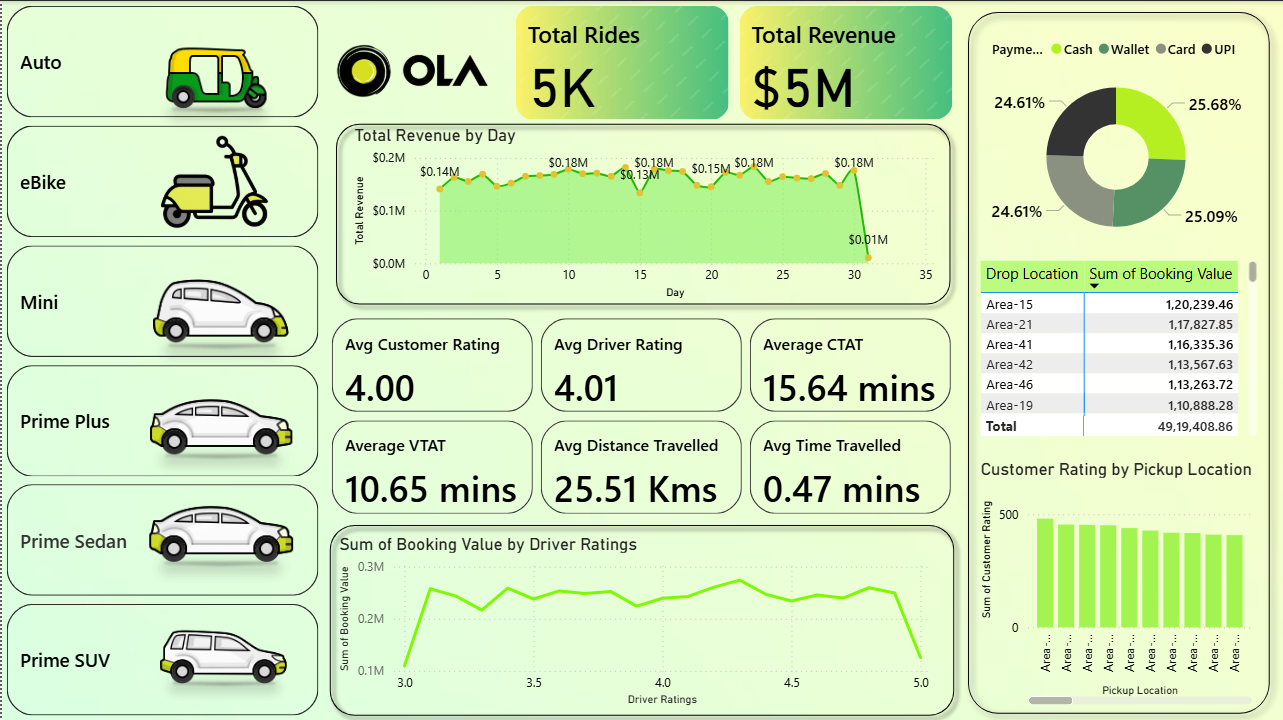 Auto
eBike
Mini
Prime Plus
Prime Sedan
Prime SUV
OLA
Total Rides
5K
Total Revenue
$5M
Total Revenue by Day
Total Revenue
$0.2M
$0.1M
$0.0M
$0.14M
$0.18M
$0.13M
$0.18M
$0.15M
$0.18M
$0.18M
$0.01M
0 5 10 15 20 25 30 35
Day
Avg Customer Rating
4.00
Avg Driver Rating
4.01
Average CTAT
15.64 mins
Average VTAT
10.65 mins
Avg Distance Travelled
25.51 Kms
Avg Time Travelled
0.47 mins
Sum of Booking Value by Driver Ratings
Sum of Booking Value
0.3M
0.2M
0.1M
3.0 3.5 4.0 4.5 5.0
Driver Ratings
Payme... Cash Wallet Card UPI
24.61% 25.68%
24.61% 25.09%
Drop Location Sum of Booking Value
Area-15 1,20,239.46
Area-21 1,17,827.85
Area-41 1,16,335.36
Area-42 1,13,567.63
Area-46 1,13,263.72
Area-19 1,10,888.28
Total 49,19,408.86
Customer Rating by Pickup Location
Sum of Customer Rating
500
0
Area-... Area-... Area-... Area-... Area-... Area-... Area-... Area-... Area-... Area-...
Pickup Location